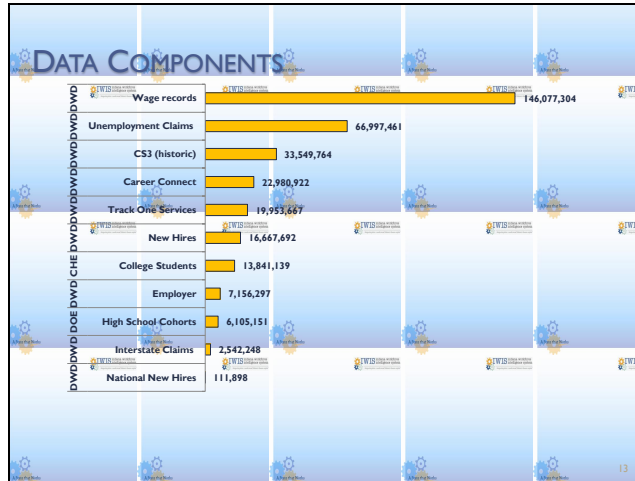 DATA COMPONENTS
DWD Wage records 146,077,304
DWD Unemployment Claims 66,997,461
DWD CS3 (historic) 33,549,764
DWD Career Connect 22,980,922
DWD Track One Services 19,953,667
DWD New Hires 16,667,692
CHE College Students 13,841,139
DWD Employer 7,156,297
DOE High School Cohorts 6,105,151
DWD Interstate Claims 2,542,248
DWD National New Hires 111,898
13